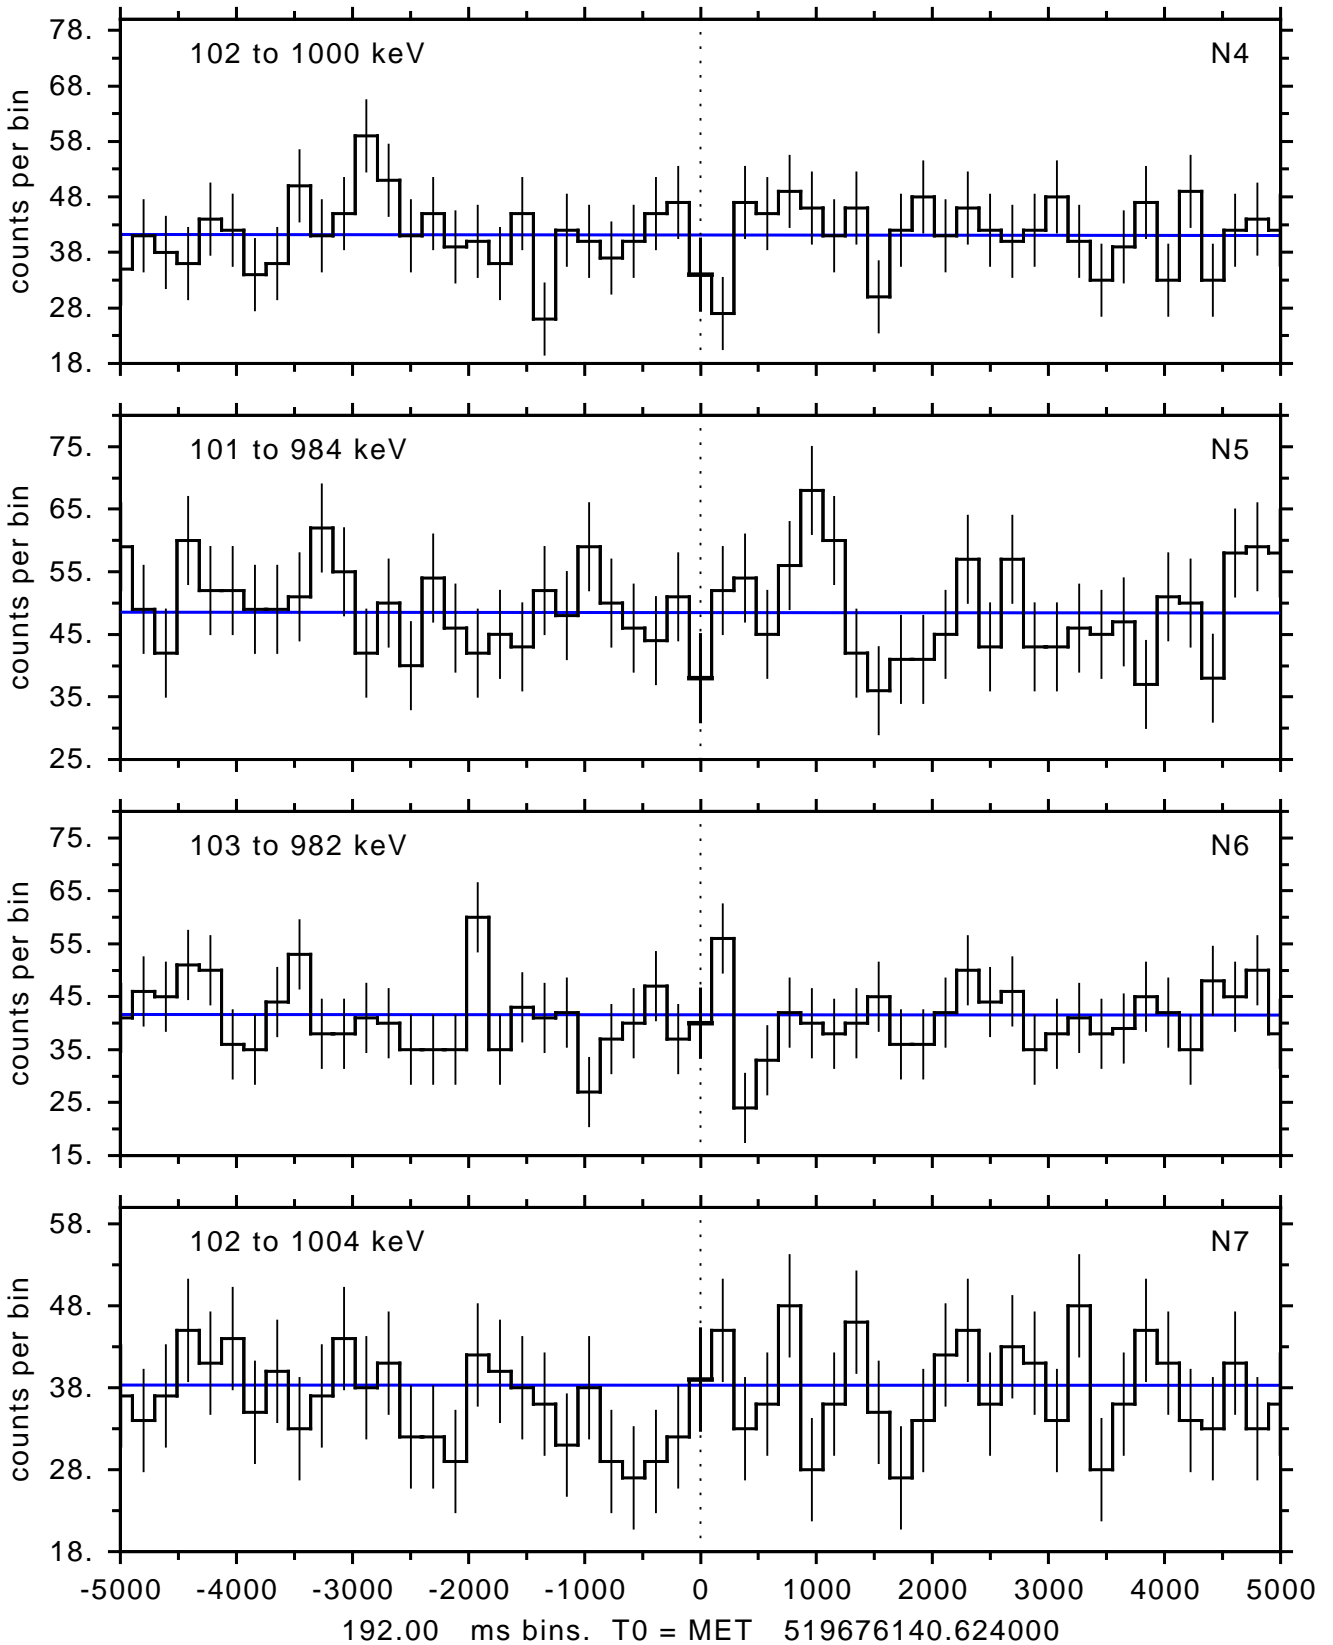 78.
102 to 1000 keV N4
68.
58.
48.
38.
28.
18.
counts per bin
101 to 984 keV N5
75.
65.
55.
45.
35.
25.
counts per bin
75.
103 to 982 keV N6
65.
55.
45.
35.
25.
15.
counts per bin
58.
102 to 1004 keV N7
48.
38.
28.
18.
counts per bin
-5000 -4000 -3000 -2000 -1000 0 1000 2000 3000 4000 5000
192.00 ms bins. T0 = MET 519676140.624000